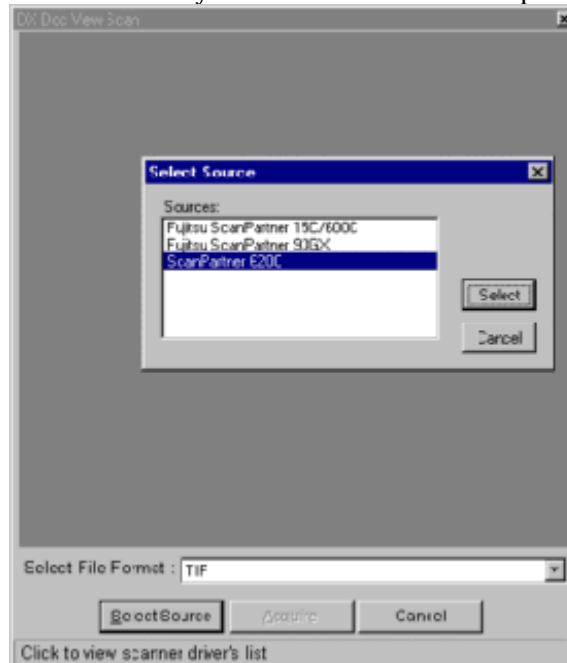 DX Doc View Scan
Select Source
Sources:
Fujitsu ScanPartner 15C/600C
Fujitsu ScanPartner 93GX
ScanPartner 620C
Select
Cancel
Select File Format : TIF
Select Source Acquire Cancel
Click to view scanner driver's list